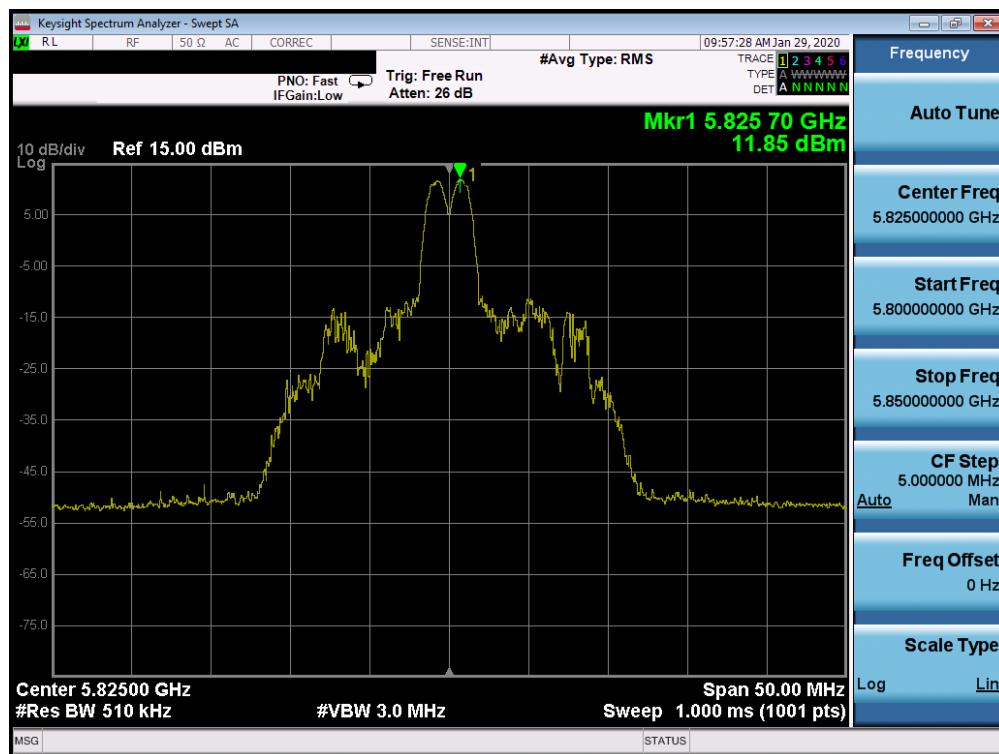 Keysight Spectrum Analyzer - Swept SA
LXI RL RF 50 Ω AC CORREC SENSE:INT 09:57:28 AM Jan 29, 2020
#Avg Type: RMS
TRACE 1 2 3 4 5 6
TYPE A WWWWW
DET A N N N N N
PNO: Fast
IFGain:Low
Trig: Free Run
Atten: 26 dB
Mkr1 5.825 70 GHz
11.85 dBm
10 dB/div Ref 15.00 dBm
Log
1
5.00
-5.00
-15.0
-25.0
-35.0
-45.0
-55.0
-65.0
-75.0
Center 5.82500 GHz
Span 50.00 MHz
#Res BW 510 kHz
#VBW 3.0 MHz
Sweep 1.000 ms (1001 pts)
MSG
STATUS
Frequency
Auto Tune
Center Freq
5.825000000 GHz
Start Freq
5.800000000 GHz
Stop Freq
5.850000000 GHz
CF Step
5.000000 MHz
Auto Man
Freq Offset
0 Hz
Scale Type
Log Lin